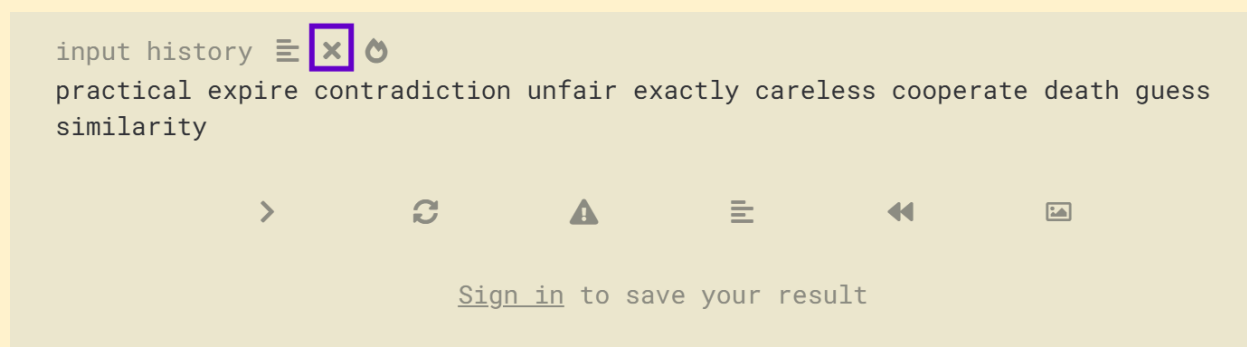 input history
practical expire contradiction unfair exactly careless cooperate death guess
similarity
Sign in to save your result